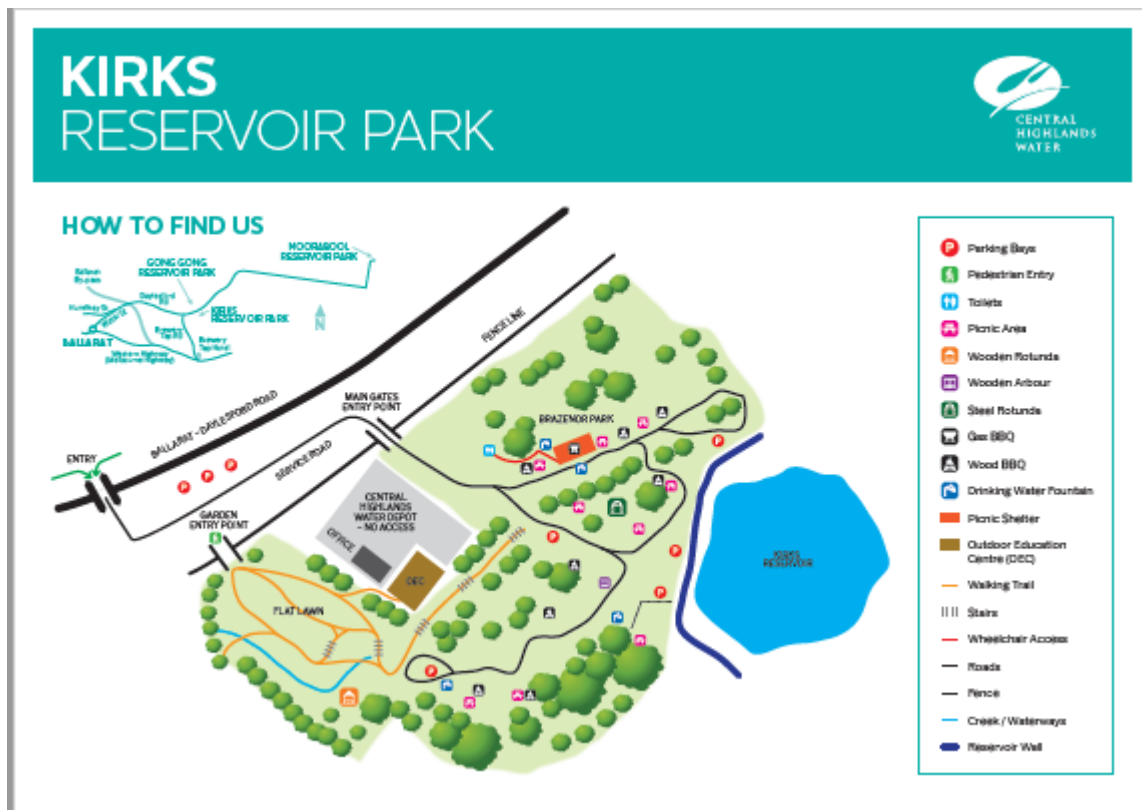 KIRKS
RESERVOIR PARK
CENTRAL
HIGHLANDS
WATER
HOW TO FIND US
MOORABOOL
RESERVOIR PARK
GONG GONG
RESERVOIR PARK
KIRKS
RESERVOIR PARK
BALLARAT
N
FENCE LINE
MAIN GATES
ENTRY POINT
BALLARAT - DAYLESFORD ROAD
ENTRY
SERVICE ROAD
GARDEN
ENTRY POINT
BRAZENOR PARK
CENTRAL
HIGHLANDS
WATER DEPOT
- NO ACCESS
OFFICE
OEC
FLAT LAWN
KIRKS
RESERVOIR
P Parking Bays
Pedestrian Entry
Toilets
Picnic Area
Wooden Rotunda
Wooden Arbour
Steel Rotunda
Gas BBQ
Wood BBQ
Drinking Water Fountain
Picnic Shelter
Outdoor Education
Centre (OEC)
Walking Trail
Stairs
Wheelchair Access
Roads
Fence
Creek / Waterways
Reservoir Wall